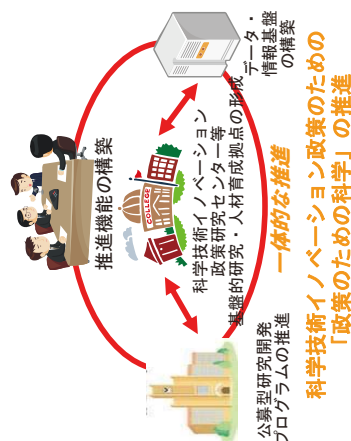 推進機能の構築
データ・
情報基盤
の構築
COLLEGE
科学技術イノベーション
政策研究センター等
基盤的研究・人材育成拠点の形成
公募型研究開発
プログラムの推進
一体的な推進
科学技術イノベーション政策のための
「政策のための科学」の推進